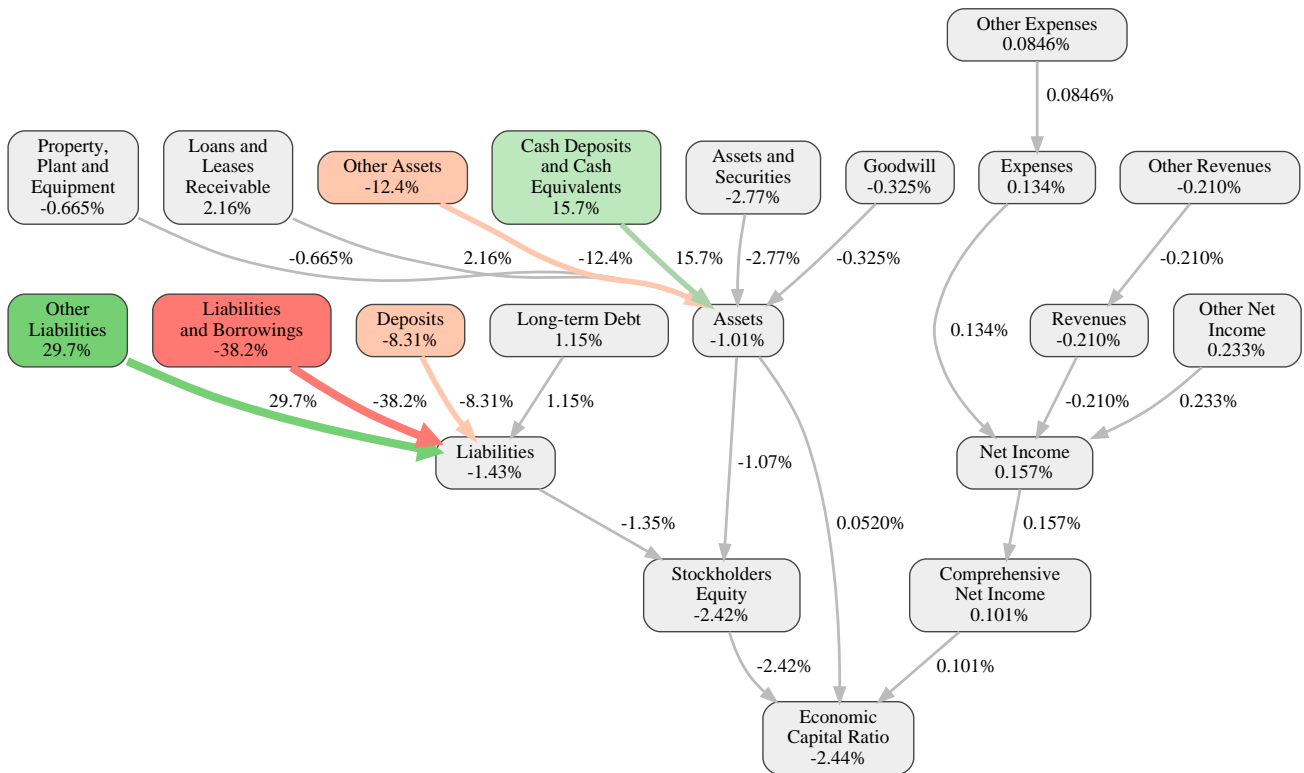 Other Expenses
0.0846%
0.0846%
Property,
Plant and
Equipment
-0.665%
Loans and
Leases
Receivable
2.16%
Other Assets
-12.4%
Cash Deposits
and Cash
Equivalents
15.7%
Assets and
Securities
-2.77%
Goodwill
-0.325%
Expenses
0.134%
Other Revenues
-0.210%
-0.665%
2.16%
-12.4%
15.7%
-2.77%
-0.325%
-0.210%
Other
Liabilities
29.7%
Liabilities
and Borrowings
-38.2%
Deposits
-8.31%
Long-term Debt
1.15%
Assets
-1.01%
0.134%
Revenues
-0.210%
Other Net
Income
0.233%
29.7%
-38.2%
-8.31%
1.15%
-0.210%
0.233%
Liabilities
-1.43%
-1.07%
Net Income
0.157%
-1.35%
0.0520%
0.157%
Stockholders
Equity
-2.42%
Comprehensive
Net Income
0.101%
-2.42%
0.101%
Economic
Capital Ratio
-2.44%